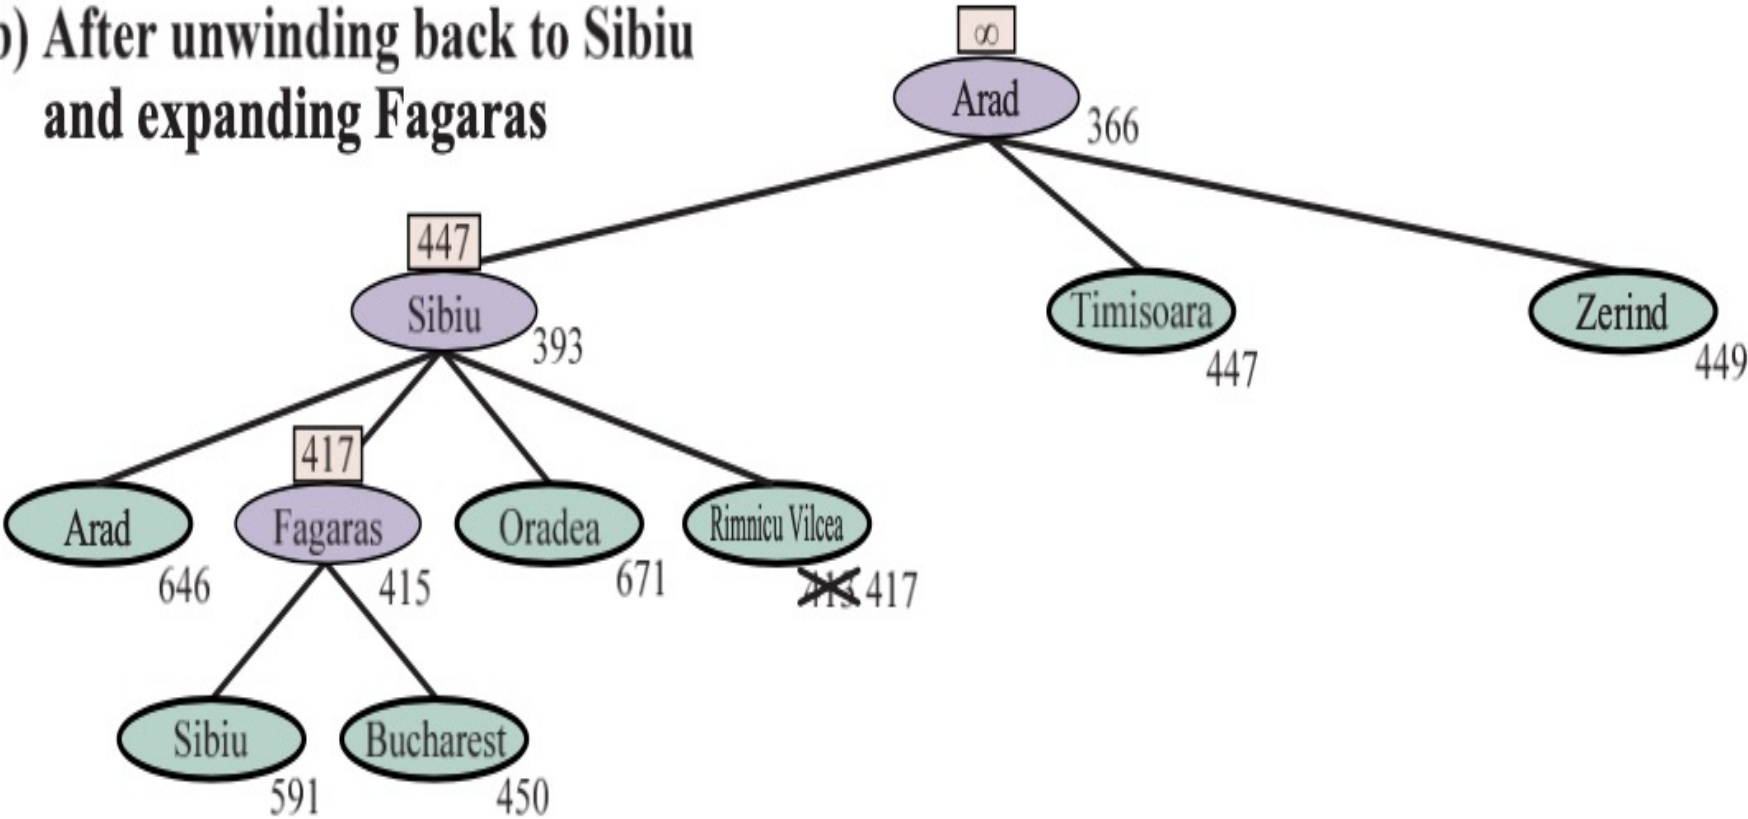 b) After unwinding back to Sibiu
and expanding Fagaras
∞
Arad
366
447
Sibiu
393
Timisoara
447
Zerind
449
417
Arad
646
Fagaras
415
Oradea
671
Rimnicu Vilcea
413 417
Sibiu
591
Bucharest
450